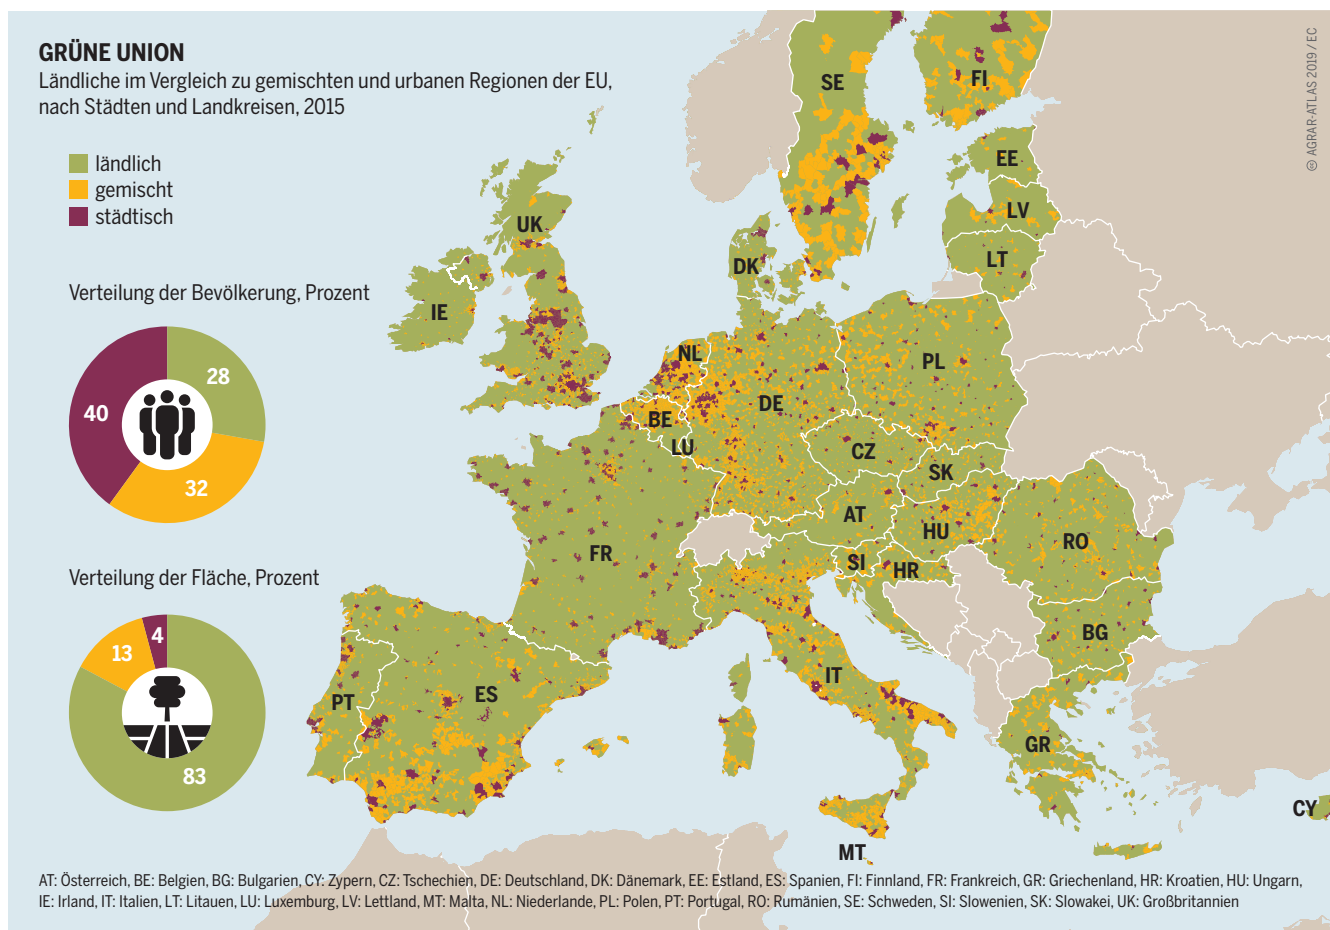 GRÜNE UNION
Ländliche im Vergleich zu gemischten und urbanen Regionen der EU,
nach Städten und Landkreisen, 2015
ländlich
gemischt
städtisch
Verteilung der Bevölkerung, Prozent
28
40
32
Verteilung der Fläche, Prozent
4
13
83
SE
FI
EE
LV
LT
UK
DK
IE
NL
PL
DE
BE
LU
CZ
SK
AT
HU
RO
FR
SI
HR
BG
IT
ES
PT
GR
CY
MT
AT: Österreich, BE: Belgien, BG: Bulgarien, CY: Zypern, CZ: Tschechien, DE: Deutschland, DK: Dänemark, EE: Estland, ES: Spanien, FI: Finnland, FR: Frankreich, GR: Griechenland, HR: Kroatien, HU: Ungarn,
IE: Irland, IT: Italien, LT: Litauen, LU: Luxemburg, LV: Lettland, MT: Malta, NL: Niederlande, PL: Polen, PT: Portugal, RO: Rumänien, SE: Schweden, SI: Slowenien, SK: Slowakei, UK: Großbritannien
AGRAR-ATLAS 2019 / EC